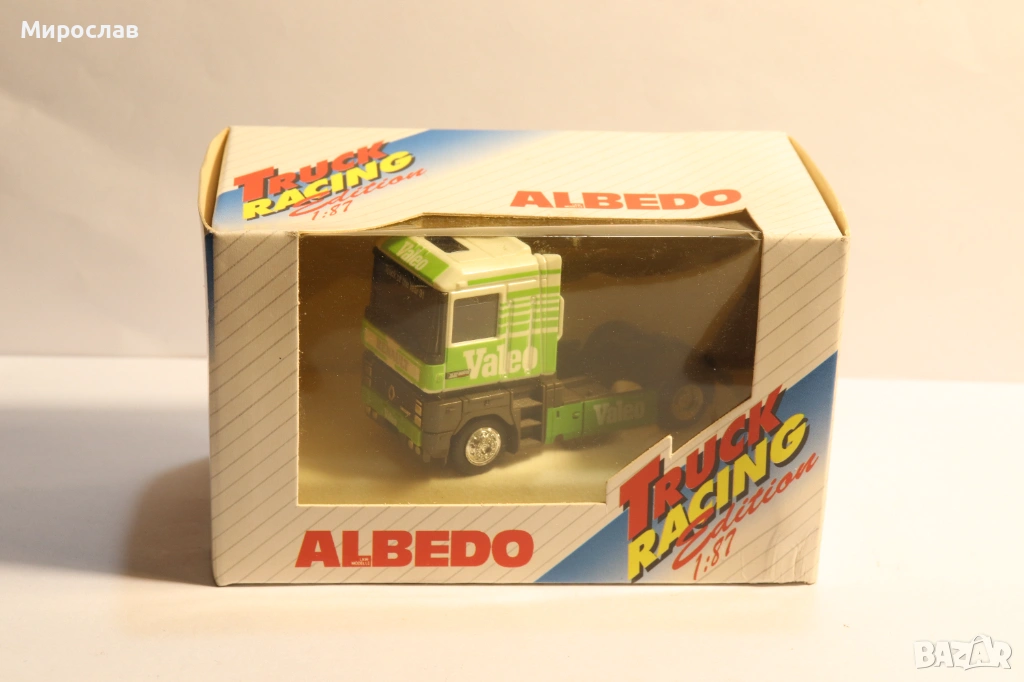 Мирослав
TRUCK
RACING
Edition
1:87
ALBEDO
Valeo
Valeo
Valeo
ALBEDO
TRUCK
RACING
Edition
1:87
BAZAR